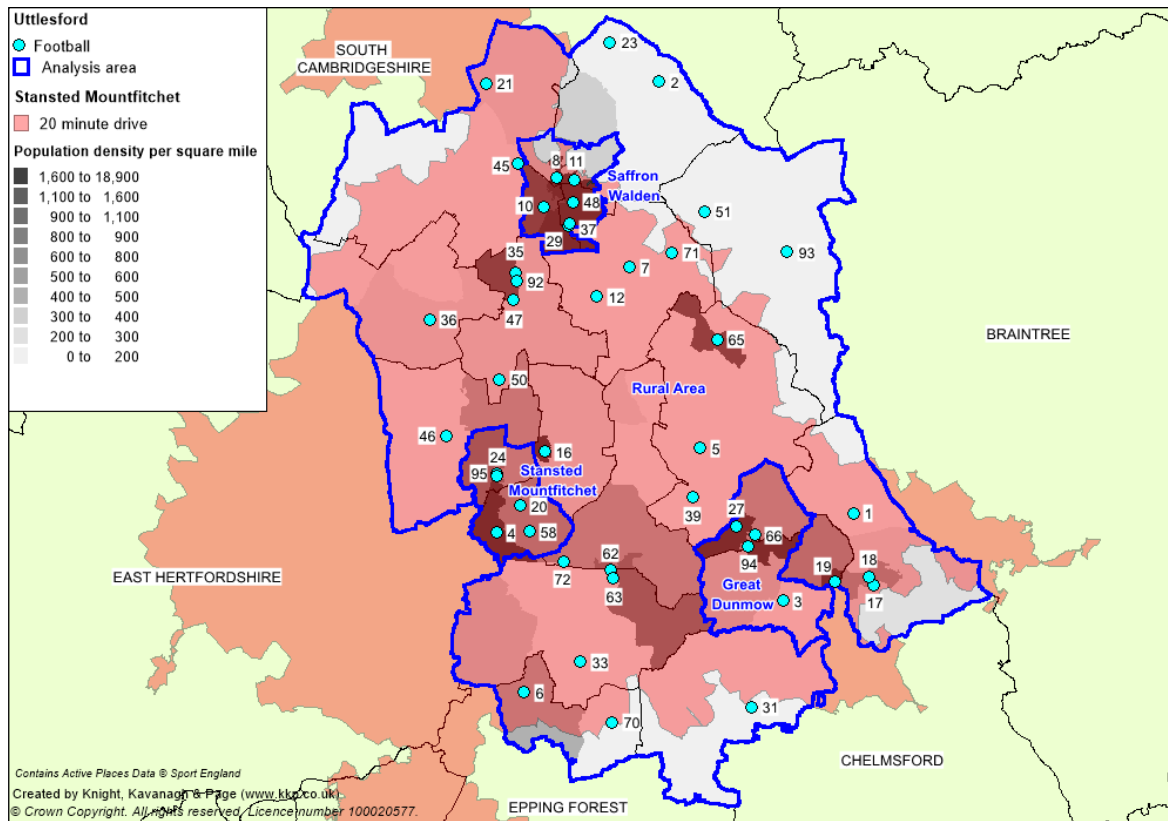 Uttlesford
Football
Analysis area
Stansted Mountfitchet
20 minute drive
Population density per square mile
1,600 to 18,900
1,100 to 1,600
900 to 1,100
800 to 900
600 to 800
500 to 600
400 to 500
300 to 400
200 to 300
0 to 200
SOUTH
CAMBRIDGESHIRE
23
2
21
45
8
11
Saffron
Walden
48
10
37
29
51
71
93
35
92
7
12
47
36
65
BRAINTREE
50
Rural Area
46
24
16
5
95
Stansted
Mountfitchet
20
39
27
1
4
58
66
94
62
72
63
19
18
17
EAST HERTFORDSHIRE
Great
Dunmow
3
33
6
31
70
CHELMSFORD
EPPING FOREST
Contains Active Places Data © Sport England
Created by Knight, Kavanagh & Page (www.kkp.co.uk)
© Crown Copyright. All rights reserved. Licence number 100020577.